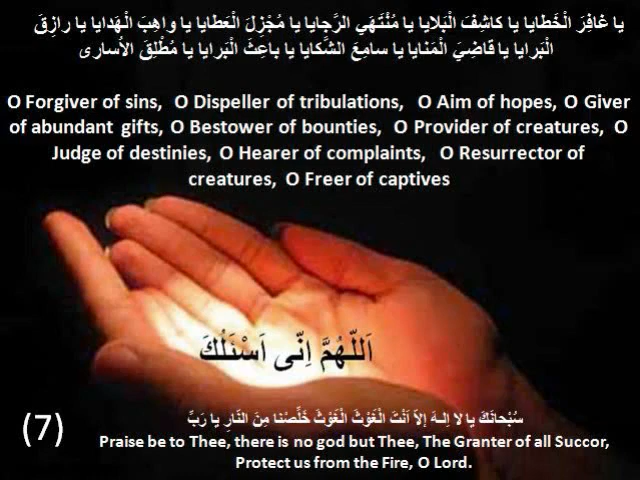 يا غافِرَ الْخَطايا يا كاشِفَ الْبَلايا يا مُنْتَهَي الرَّجايا يا مُجْزِلَ الْعَطايا يا واهِبَ الْهَدايا يا رازِقَ
الْبَرايا يا قاضِيَ الْمَنايا يا سامِعَ الشَّكايا يا باعِثَ الْبَرايا يا مُطْلِقَ الاُسارى
O Forgiver of sins, O Dispeller of tribulations, O Aim of hopes, O Giver
of abundant gifts, O Bestower of bounties, O Provider of creatures, O
Judge of destinies, O Hearer of complaints, O Resurrector of
creatures, O Freer of captives
اَللّهُمَّ اِنّى اَسْئَلُكَ
سُبْحانَكَ يا لا اِلـهَ إلاّ اَنْتَ الْغَوْثَ الْغَوْثَ خَلِّصْنا مِنَ النّارِ يا رَبِّ
(7)
Praise be to Thee, there is no god but Thee, The Granter of all Succor,
Protect us from the Fire, O Lord.